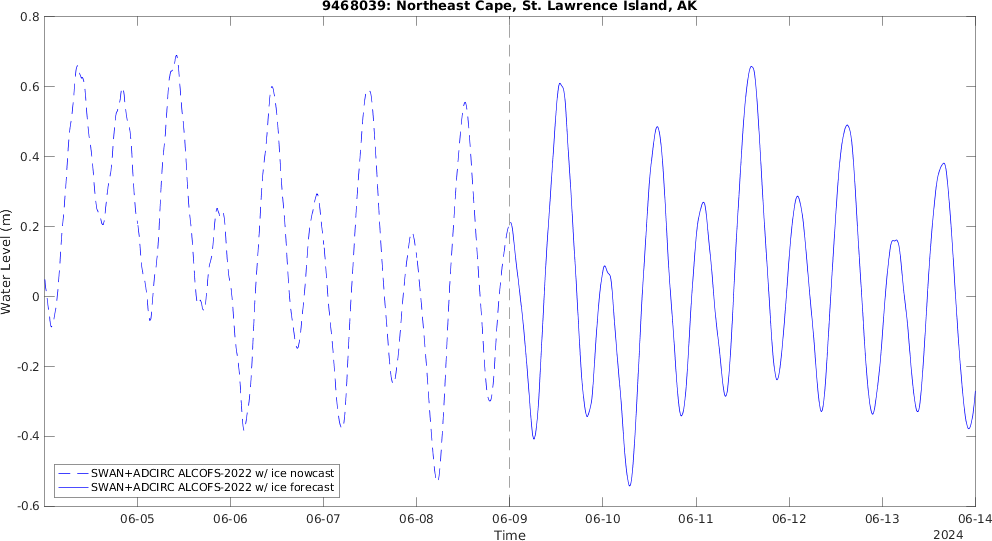 9468039: Northeast Cape, St. Lawrence Island, AK
0.8
0.6
0.4
0.2
0
-0.2
-0.4
-0.6
Water Level (m)
SWAN+ADCIRC ALCOFS-2022 w/ ice nowcast
SWAN+ADCIRC ALCOFS-2022 w/ ice forecast
06-05 06-06 06-07 06-08 06-09 06-10 06-11 06-12 06-13 06-14
Time
2024